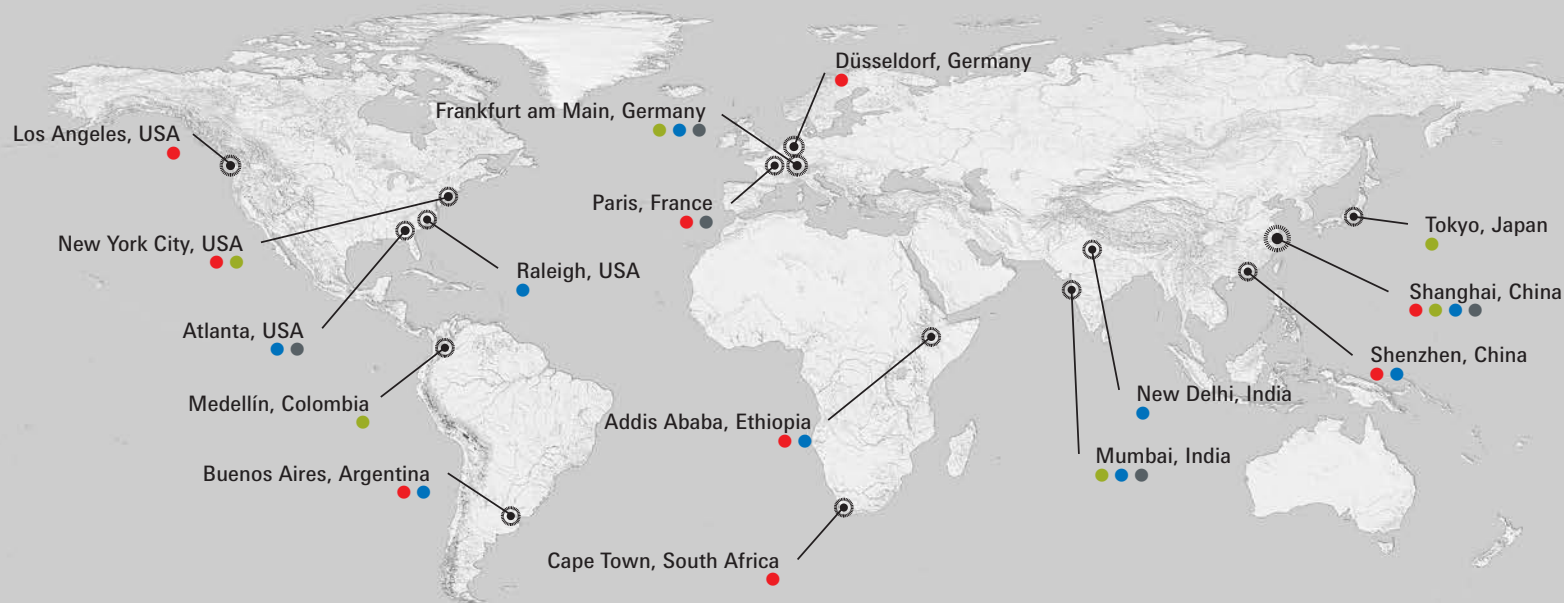 Düsseldorf, Germany
Frankfurt am Main, Germany
Los Angeles, USA
Paris, France
Tokyo, Japan
New York City, USA
Raleigh, USA
Shanghai, China
Atlanta, USA
Shenzhen, China
New Delhi, India
Medellín, Colombia
Addis Ababa, Ethiopia
Mumbai, India
Buenos Aires, Argentina
Cape Town, South Africa